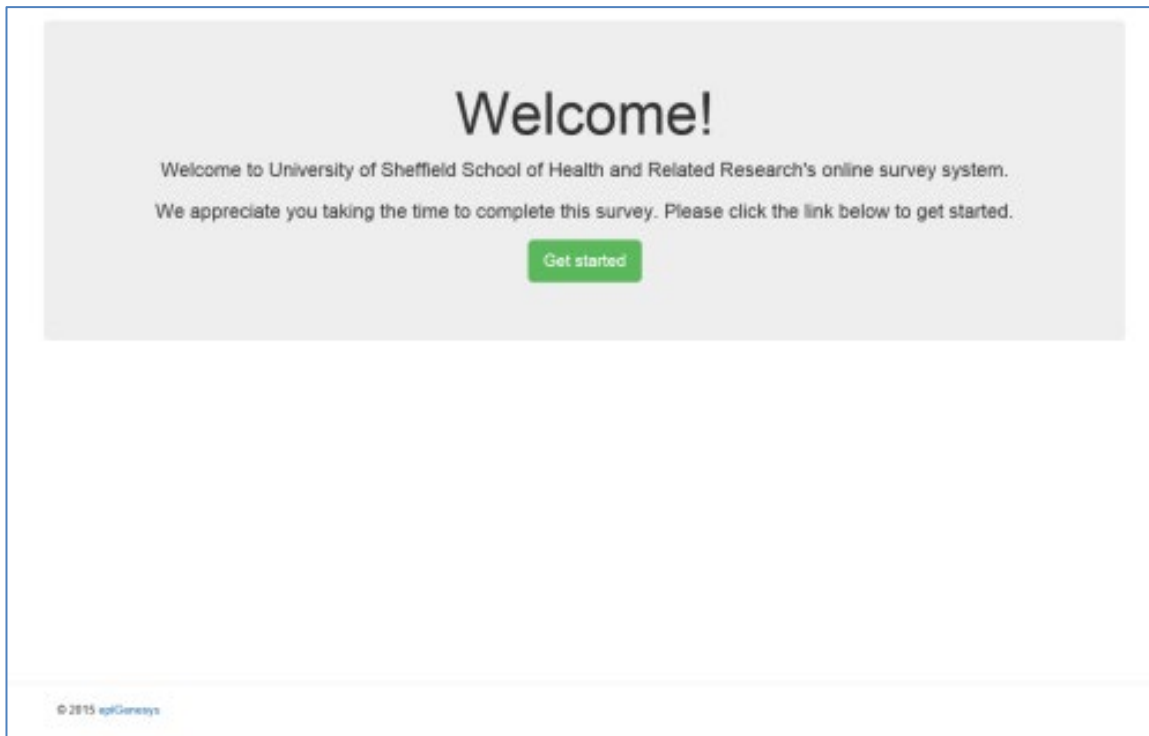 Welcome!
Welcome to University of Sheffield School of Health and Related Research's online survey system.
We appreciate you taking the time to complete this survey. Please click the link below to get started.
Get started
© 2015 epiGenesys